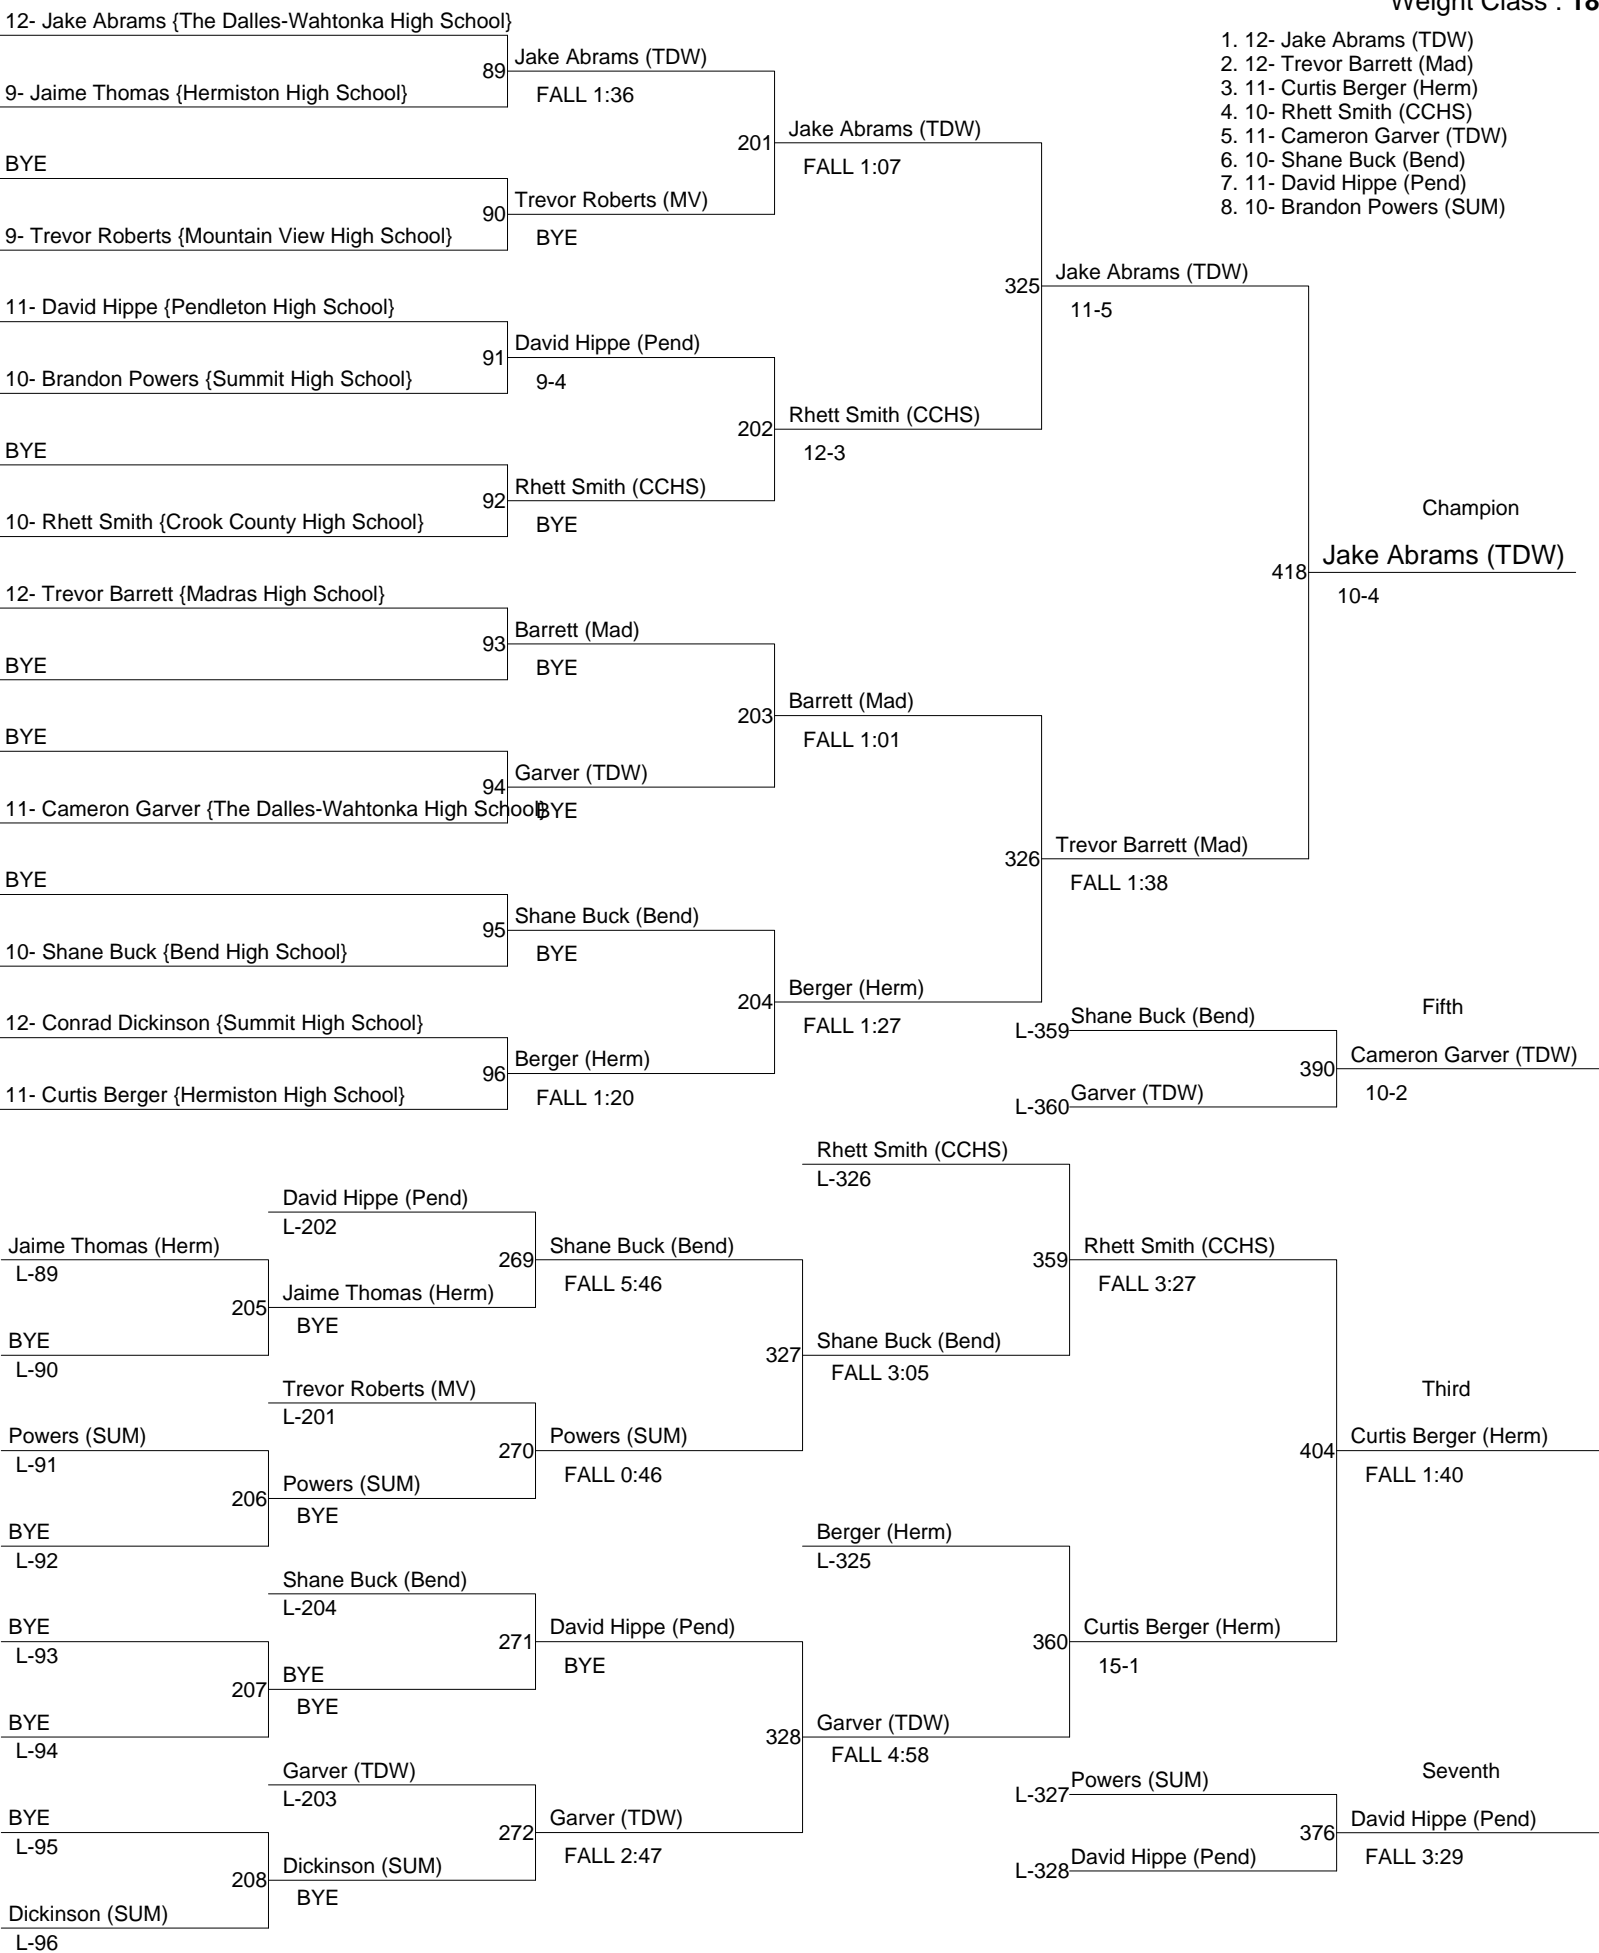 Weight Class : 18
1. 12- Jake Abrams (TDW)
2. 12- Trevor Barrett (Mad)
3. 11- Curtis Berger (Herm)
4. 10- Rhett Smith (CCHS)
5. 11- Cameron Garver (TDW)
6. 10- Shane Buck (Bend)
7. 11- David Hippe (Pend)
8. 10- Brandon Powers (SUM)
12- Jake Abrams {The Dalles-Wahtonka High School}
89
9- Jaime Thomas {Hermiston High School}
BYE
90
9- Trevor Roberts {Mountain View High School}
11- David Hippe {Pendleton High School}
91
10- Brandon Powers {Summit High School}
BYE
92
10- Rhett Smith {Crook County High School}
12- Trevor Barrett {Madras High School}
93
BYE
BYE
94
11- Cameron Garver {The Dalles-Wahtonka High School}
BYE
95
10- Shane Buck {Bend High School}
12- Conrad Dickinson {Summit High School}
96
11- Curtis Berger {Hermiston High School}
Jake Abrams (TDW)
FALL 1:36
201
Trevor Roberts (MV)
BYE
David Hippe (Pend)
9-4
202
Rhett Smith (CCHS)
BYE
Barrett (Mad)
BYE
203
Garver (TDW)
BYE
Shane Buck (Bend)
BYE
204
Berger (Herm)
FALL 1:20
Jake Abrams (TDW)
FALL 1:07
325
Rhett Smith (CCHS)
12-3
Barrett (Mad)
FALL 1:01
326
Berger (Herm)
FALL 1:27
Jake Abrams (TDW)
11-5
418
Trevor Barrett (Mad)
FALL 1:38
Champion
Jake Abrams (TDW)
10-4
L-359
Shane Buck (Bend)
390
L-360
Garver (TDW)
Fifth
Cameron Garver (TDW)
10-2
Jaime Thomas (Herm)
L-89
205
BYE
L-90
Powers (SUM)
L-91
206
BYE
L-92
BYE
L-93
207
BYE
L-94
BYE
L-95
208
Dickinson (SUM)
L-96
David Hippe (Pend)
L-202
269
Jaime Thomas (Herm)
BYE
Trevor Roberts (MV)
L-201
270
Powers (SUM)
BYE
Shane Buck (Bend)
L-204
271
BYE
BYE
Garver (TDW)
L-203
272
Dickinson (SUM)
BYE
Shane Buck (Bend)
FALL 5:46
327
Powers (SUM)
FALL 0:46
David Hippe (Pend)
BYE
328
Garver (TDW)
FALL 2:47
Rhett Smith (CCHS)
L-326
359
Shane Buck (Bend)
FALL 3:05
Berger (Herm)
L-325
360
Garver (TDW)
FALL 4:58
Rhett Smith (CCHS)
FALL 3:27
404
Curtis Berger (Herm)
15-1
Third
Curtis Berger (Herm)
FALL 1:40
L-327
Powers (SUM)
376
L-328
David Hippe (Pend)
Seventh
David Hippe (Pend)
FALL 3:29